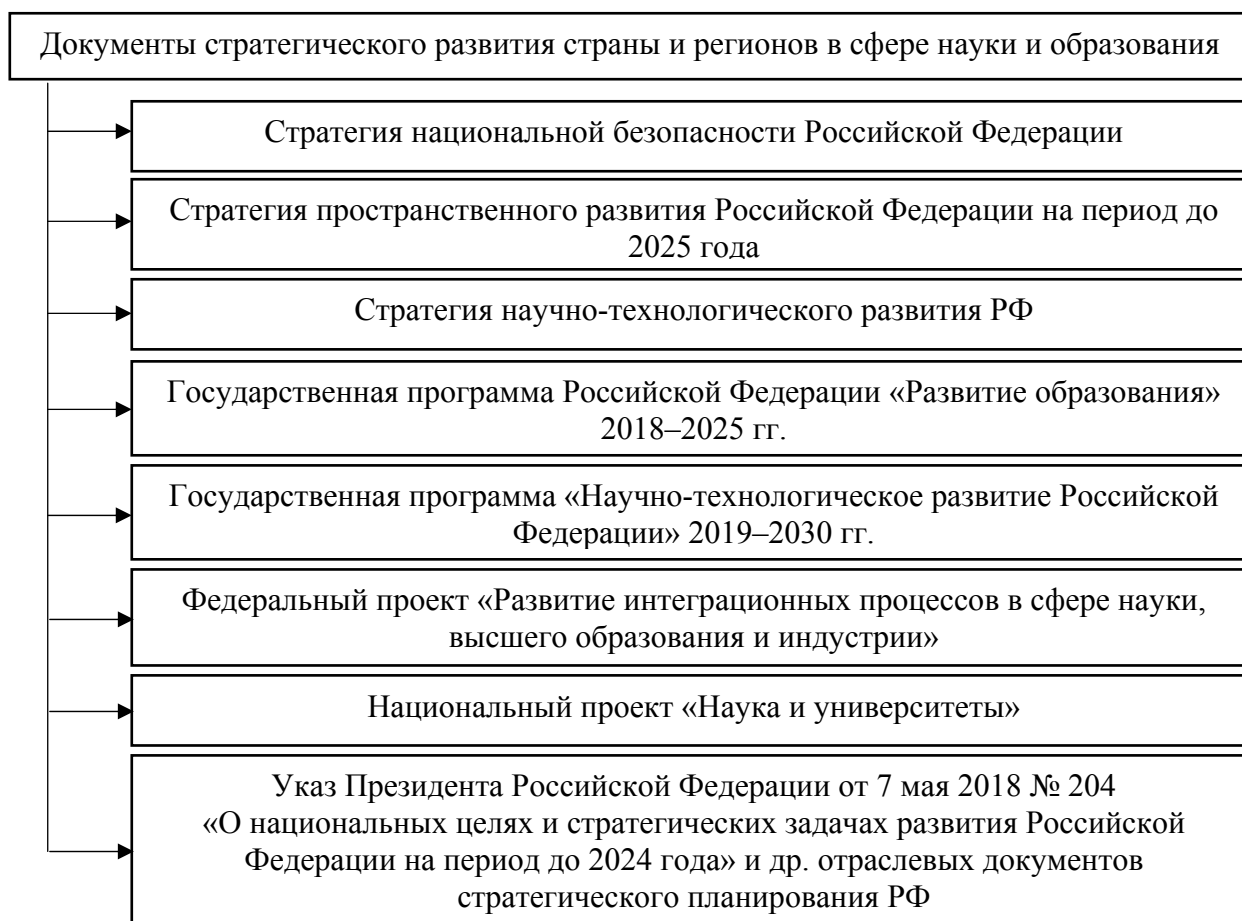 Документы стратегического развития страны и регионов в сфере науки и образования
Стратегия национальной безопасности Российской Федерации
Стратегия пространственного развития Российской Федерации на период до
2025 года
Стратегия научно-технологического развития РФ
Государственная программа Российской Федерации «Развитие образования»
2018–2025 гг.
Государственная программа «Научно-технологическое развитие Российской
Федерации» 2019–2030 гг.
Федеральный проект «Развитие интеграционных процессов в сфере науки,
высшего образования и индустрии»
Национальный проект «Наука и университеты»
Указ Президента Российской Федерации от 7 мая 2018 № 204
«О национальных целях и стратегических задачах развития Российской
Федерации на период до 2024 года» и др. отраслевых документов
стратегического планирования РФ